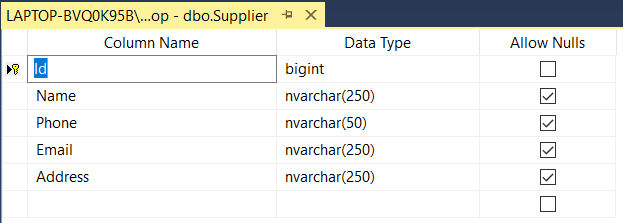 LAPTOP-BVQ0K95B\...op - dbo.Supplier
Column Name Data Type Allow Nulls
Id bigint
Name nvarchar(250)
Phone nvarchar(50)
Email nvarchar(250)
Address nvarchar(250)